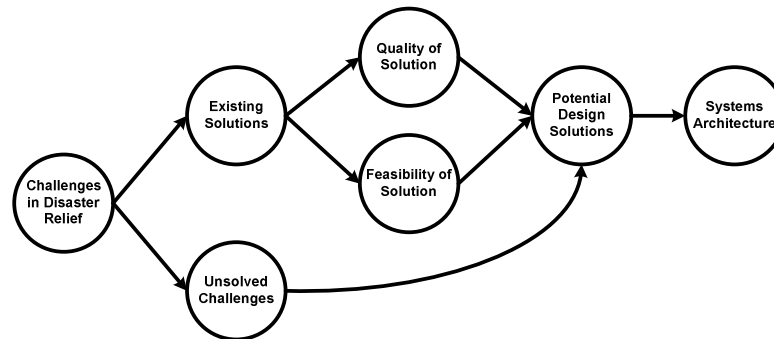 Challenges
in Disaster
Relief
Existing
Solutions
Unsolved
Challenges
Quality of
Solution
Feasibility of
Solution
Potential
Design
Solutions
Systems
Architecture